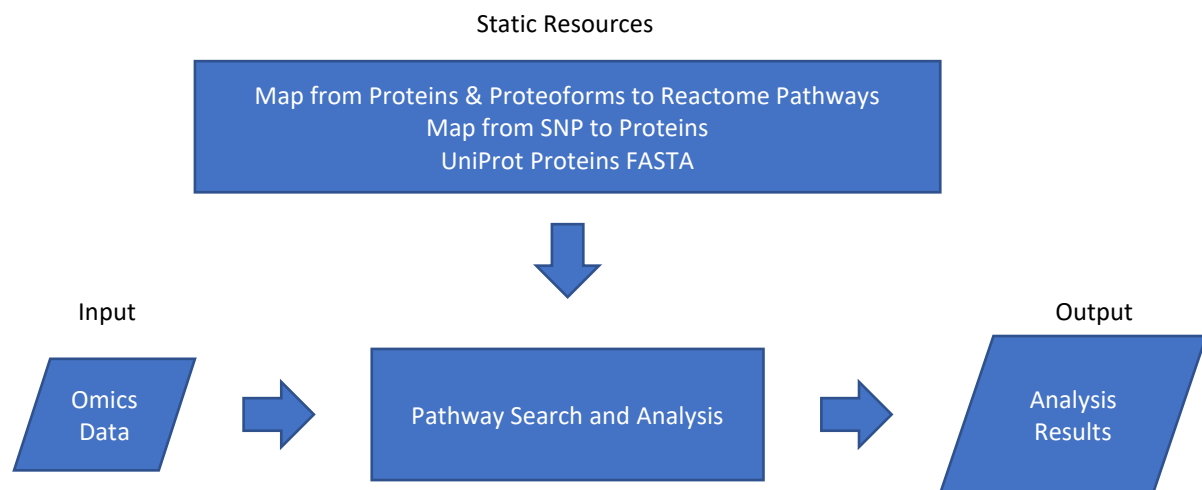 Static Resources
Map from Proteins & Proteoforms to Reactome Pathways
Map from SNP to Proteins
UniProt Proteins FASTA
Input
Output
Omics
Data
Pathway Search and Analysis
Analysis
Results